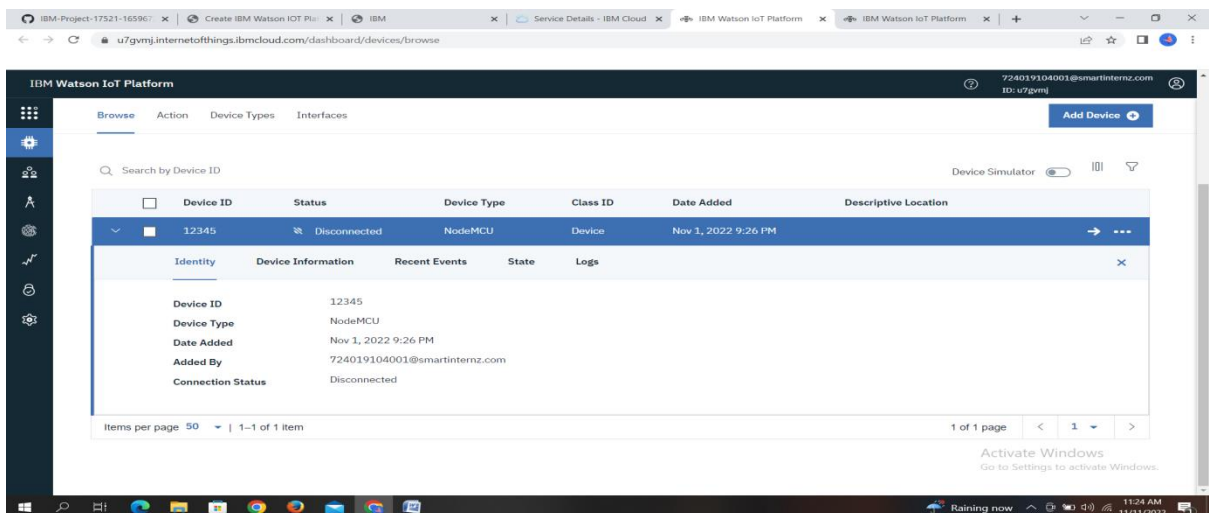 IBM-Project-17521-165967
Create IBM Watson IOT Pla
IBM
Service Details - IBM Cloud
IBM Watson IoT Platform
IBM Watson IoT Platform
u7gvmj.internetofthings.ibmcloud.com/dashboard/devices/browse
IBM Watson IoT Platform
724019104001@smartinternz.com
ID: u7gvmj
Browse Action Device Types Interfaces
Add Device
Search by Device ID
Device Simulator
Device ID Status Device Type Class ID Date Added Descriptive Location
12345 Disconnected NodeMCU Device Nov 1, 2022 9:26 PM
Identity Device Information Recent Events State Logs
Device ID 12345
Device Type NodeMCU
Date Added Nov 1, 2022 9:26 PM
Added By 724019104001@smartinternz.com
Connection Status Disconnected
Items per page 50 | 1–1 of 1 item
1 of 1 page
1
Activate Windows
Go to Settings to activate Windows.
Raining now
11:24 AM
11/11/2022